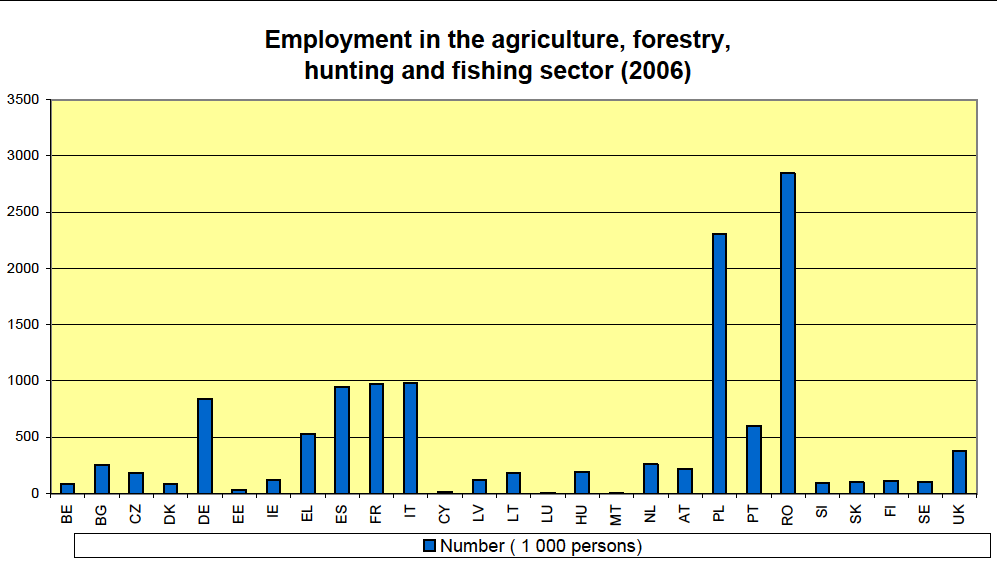 Employment in the agriculture, forestry,
hunting and fishing sector (2006)
3500
3000
2500
2000
1500
1000
500
0
BE BG CZ DK DE EE IE EL ES FR IT CY LV LT LU HU MT NL AT PL PT RO SI SK FI SE UK
Number ( 1 000 persons)